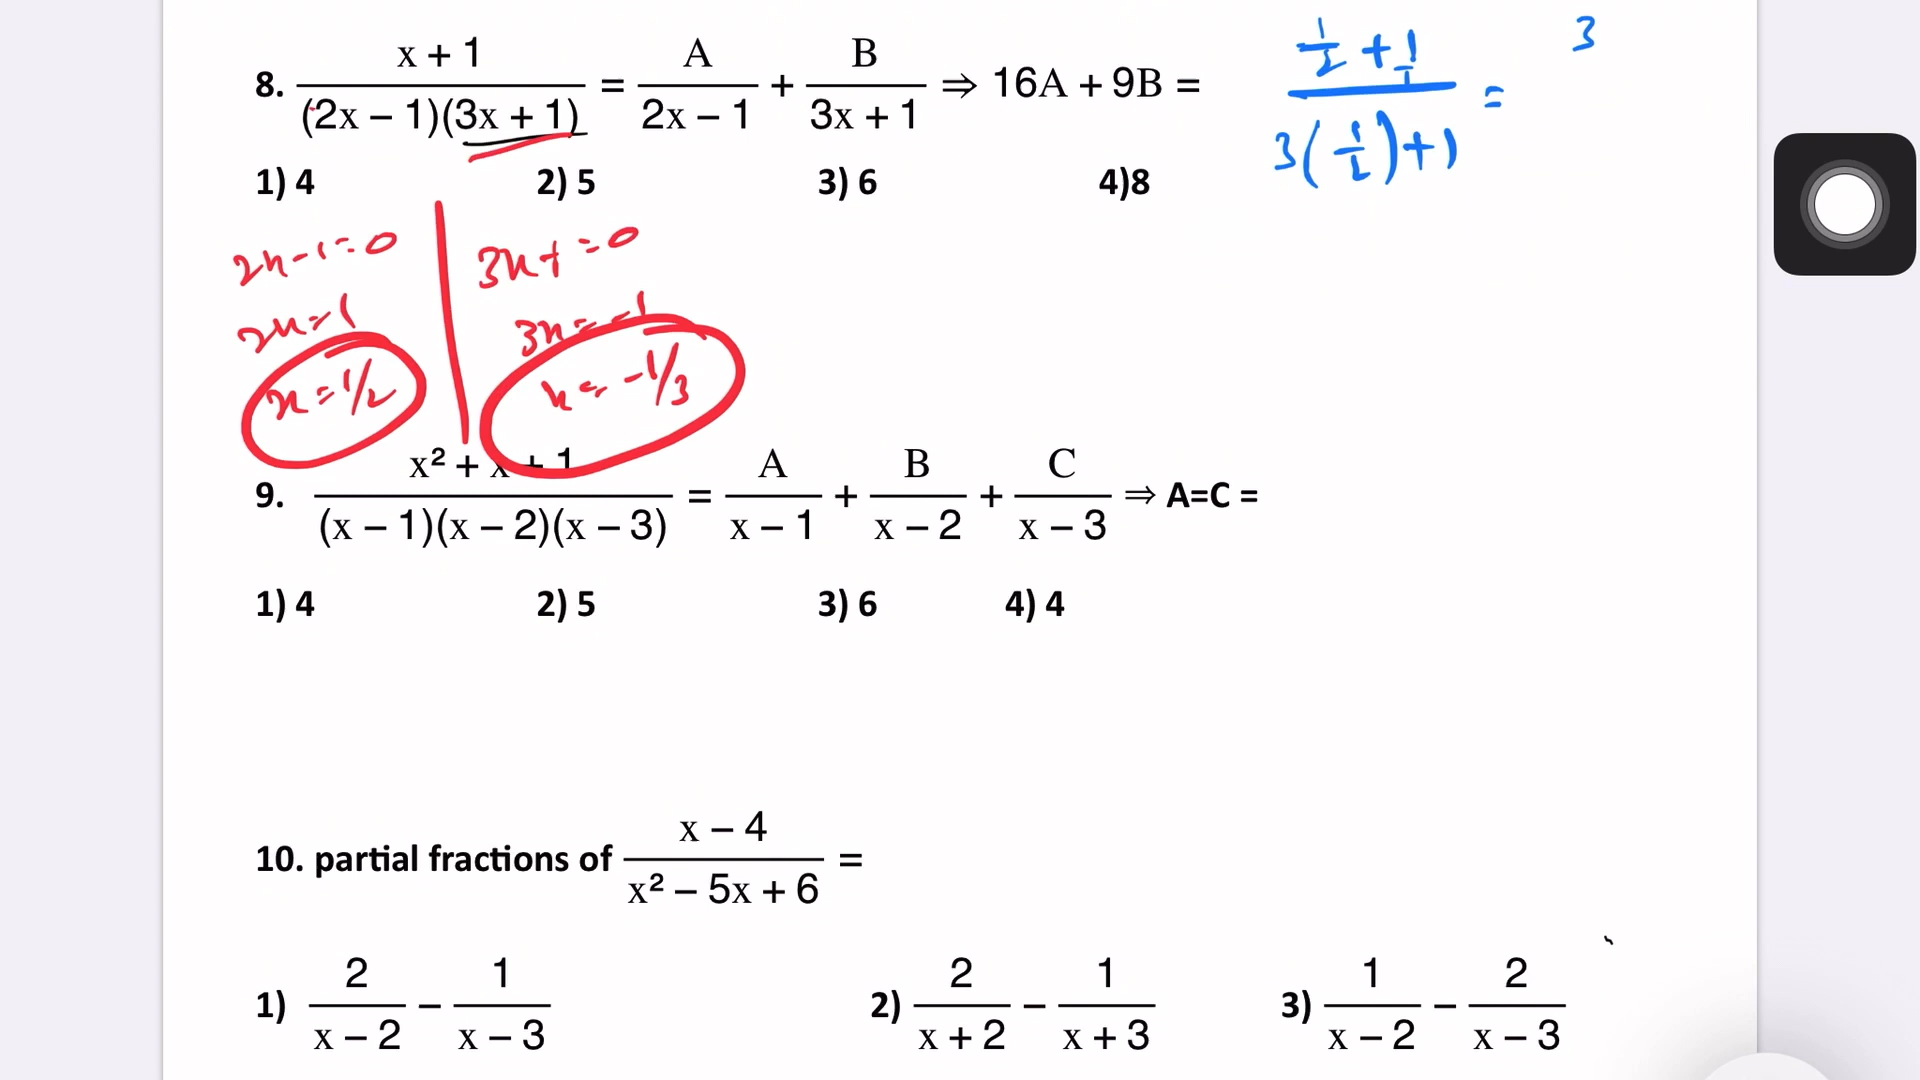 8. (x + 1)/((2x – 1)(3x + 1)) = A/(2x – 1) + B/(3x + 1) ⇒ 16A + 9B =
1/2 + 1/1
3(1/2)+1
=
3
1) 4 2) 5 3) 6 4)8
2x-1=0
2x=1
x=1/2
3x+ =0
3x=-1
x=-1/3
9. (x² + x + 1)/((x – 1)(x – 2)(x – 3)) = A/(x – 1) + B/(x – 2) + C/(x – 3) ⇒ A=C =
1) 4 2) 5 3) 6 4) 4
10. partial fractions of (x – 4)/(x² – 5x + 6) =
1) 2/(x – 2) – 1/(x – 3) 2) 2/(x + 2) – 1/(x + 3) 3) 1/(x – 2) – 2/(x – 3)